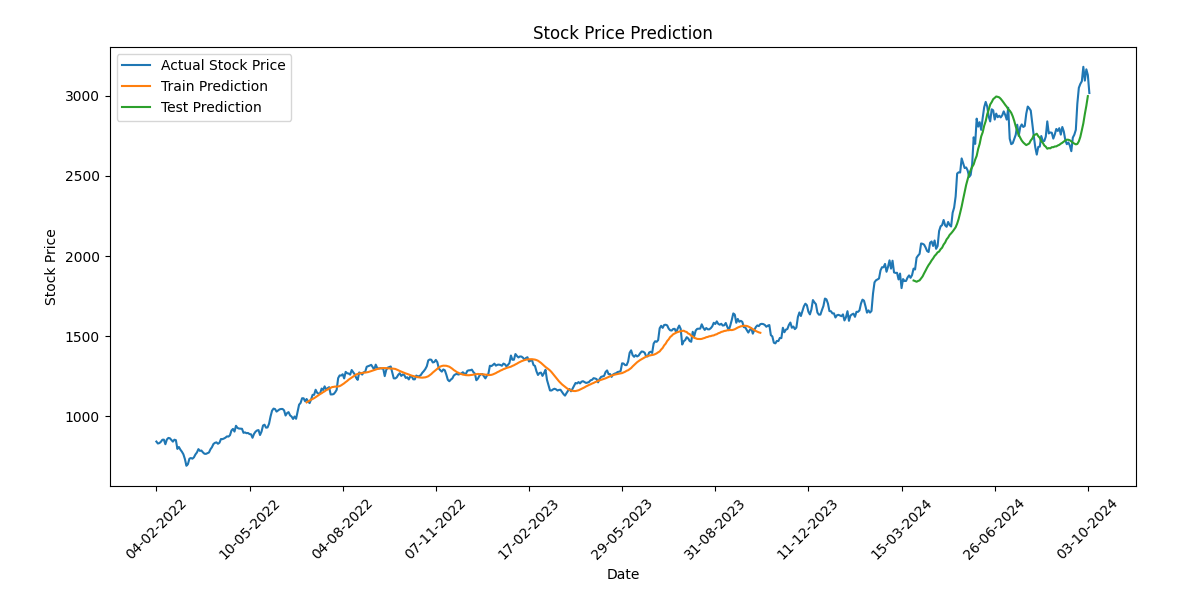 Stock Price Prediction
Actual Stock Price
Train Prediction
Test Prediction
Stock Price
3000
2500
2000
1500
1000
04-02-2022
10-05-2022
04-08-2022
07-11-2022
17-02-2023
29-05-2023
31-08-2023
11-12-2023
15-03-2024
26-06-2024
03-10-2024
Date